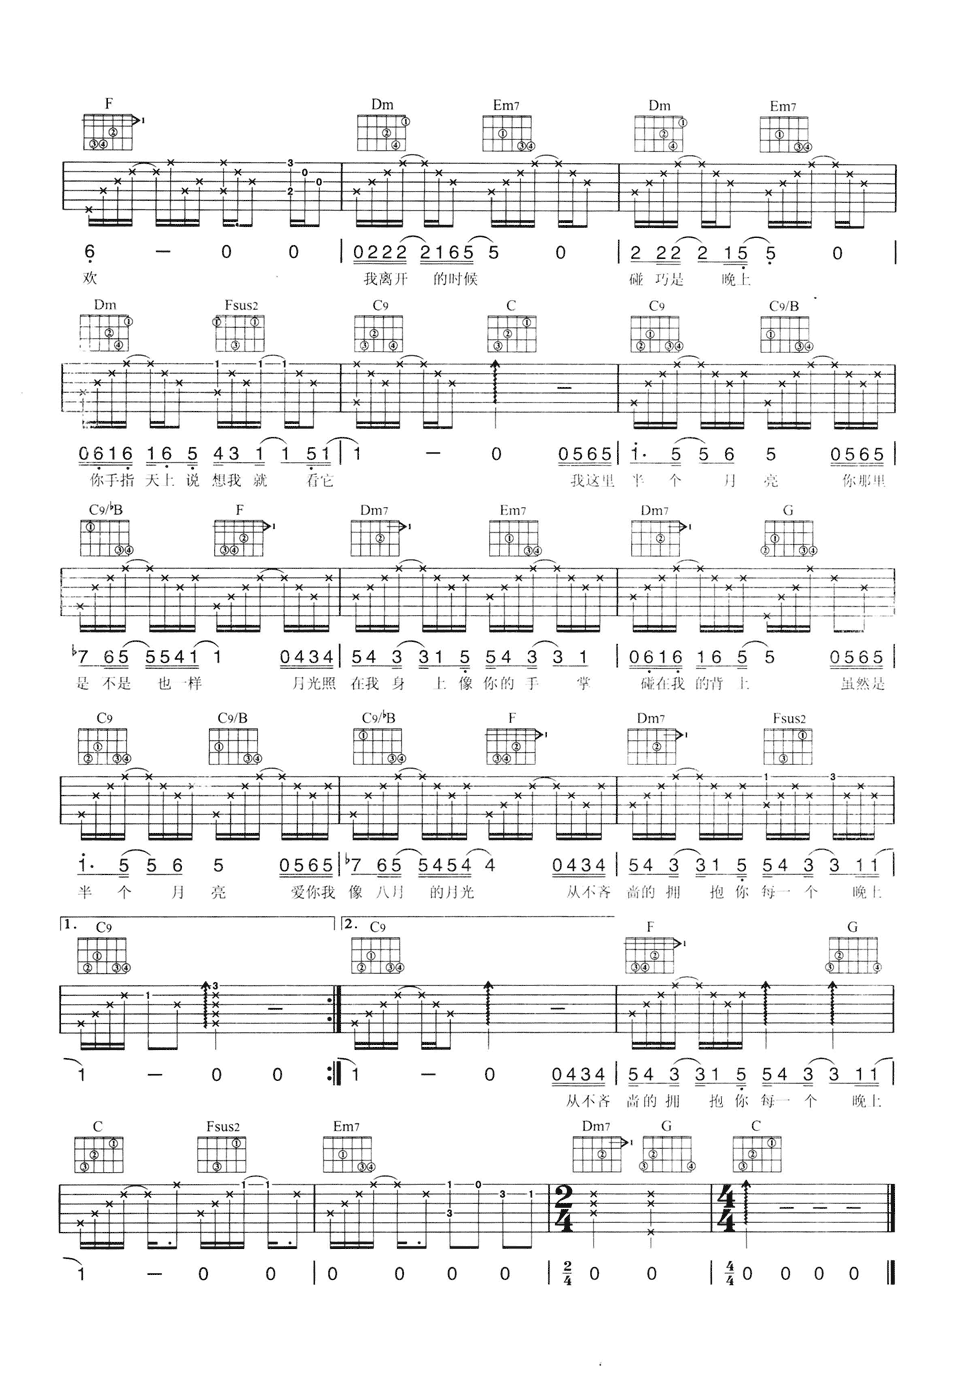 F Dm Em7 Dm Em7
6 — 0 0 | 0222 2165 5 0 | 2 22 2 15 5 0 |
欢 我离开 的时候 碰 巧是 晚上
Dm Fsus2 C9 C C9 C9/B
0616 16 5 43 1 1 51 | 1 — 0 0565 | 1· 5 5 6 5 0565
你手指 天上 说 想我 就 看它 我这里 半 个 月 亮 你那里
C9/♭B F Dm7 Em7 Dm7 G
♭7 65 5541 1 0434 | 54 3 31 5 54 3 3 1 | 0616 16 5 5 0565
是 不是 也一样 月光照 在我 身 上像 你的 手 掌 碰在我 的背 上 虽然是
C9 C9/B C9/♭B F Dm7 Fsus2
1· 5 5 6 5 0565 | ♭7 65 5454 4 0434 | 54 3 31 5 54 3 3 11
半 个 月 亮 爱你我 像 八月 的月光 从不吝 啬的 拥 抱你 每一 个 晚上
1. C9 2. C9 F G
1 — 0 0 :| 1 — 0 0434 | 54 3 31 5 54 3 3 11
从不吝 啬的 拥 抱 你 每一 个 晚上
C Fsus2 Em7 Dm7 G C
2/4 4/4
1 — 0 0 | 0 0 0 0 | 2/4 0 0 | 4/4 0 0 0 0